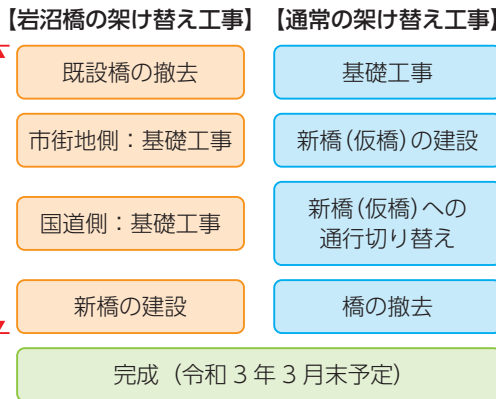 【岩沼橋の架け替え工事】
既設橋の撤去
市街地側：基礎工事
国道側：基礎工事
新橋の建設
【通常の架け替え工事】
基礎工事
新橋(仮橋)の建設
新橋(仮橋)への
通行切り替え
橋の撤去
完成（令和３年３月末予定）